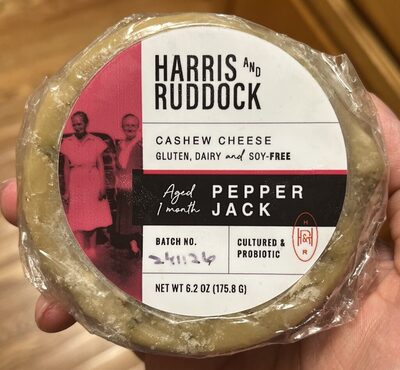 HARRIS AND
RUDDOCK
CASHEW CHEESE
GLUTEN, DAIRY and SOY-FREE
Aged
1 month
PEPPER
JACK
BATCH NO.
241126
CULTURED &
PROBIOTIC
H
H&R
R
NET WT 6.2 OZ (175.8 G)